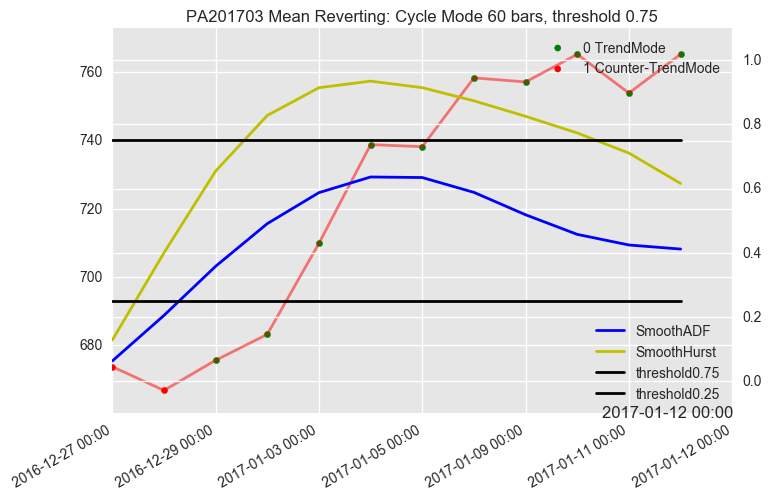 PA201703 Mean Reverting: Cycle Mode 60 bars, threshold 0.75
0 TrendMode
1 Counter-TrendMode
760
740
720
700
680
1.0
0.8
0.6
0.4
0.2
0.0
SmoothADF
SmoothHurst
threshold0.75
threshold0.25
2017-01-12 00:00
2016-12-27 00:00
2016-12-29 00:00
2017-01-03 00:00
2017-01-05 00:00
2017-01-09 00:00
2017-01-11 00:00
2017-01-12 00:00